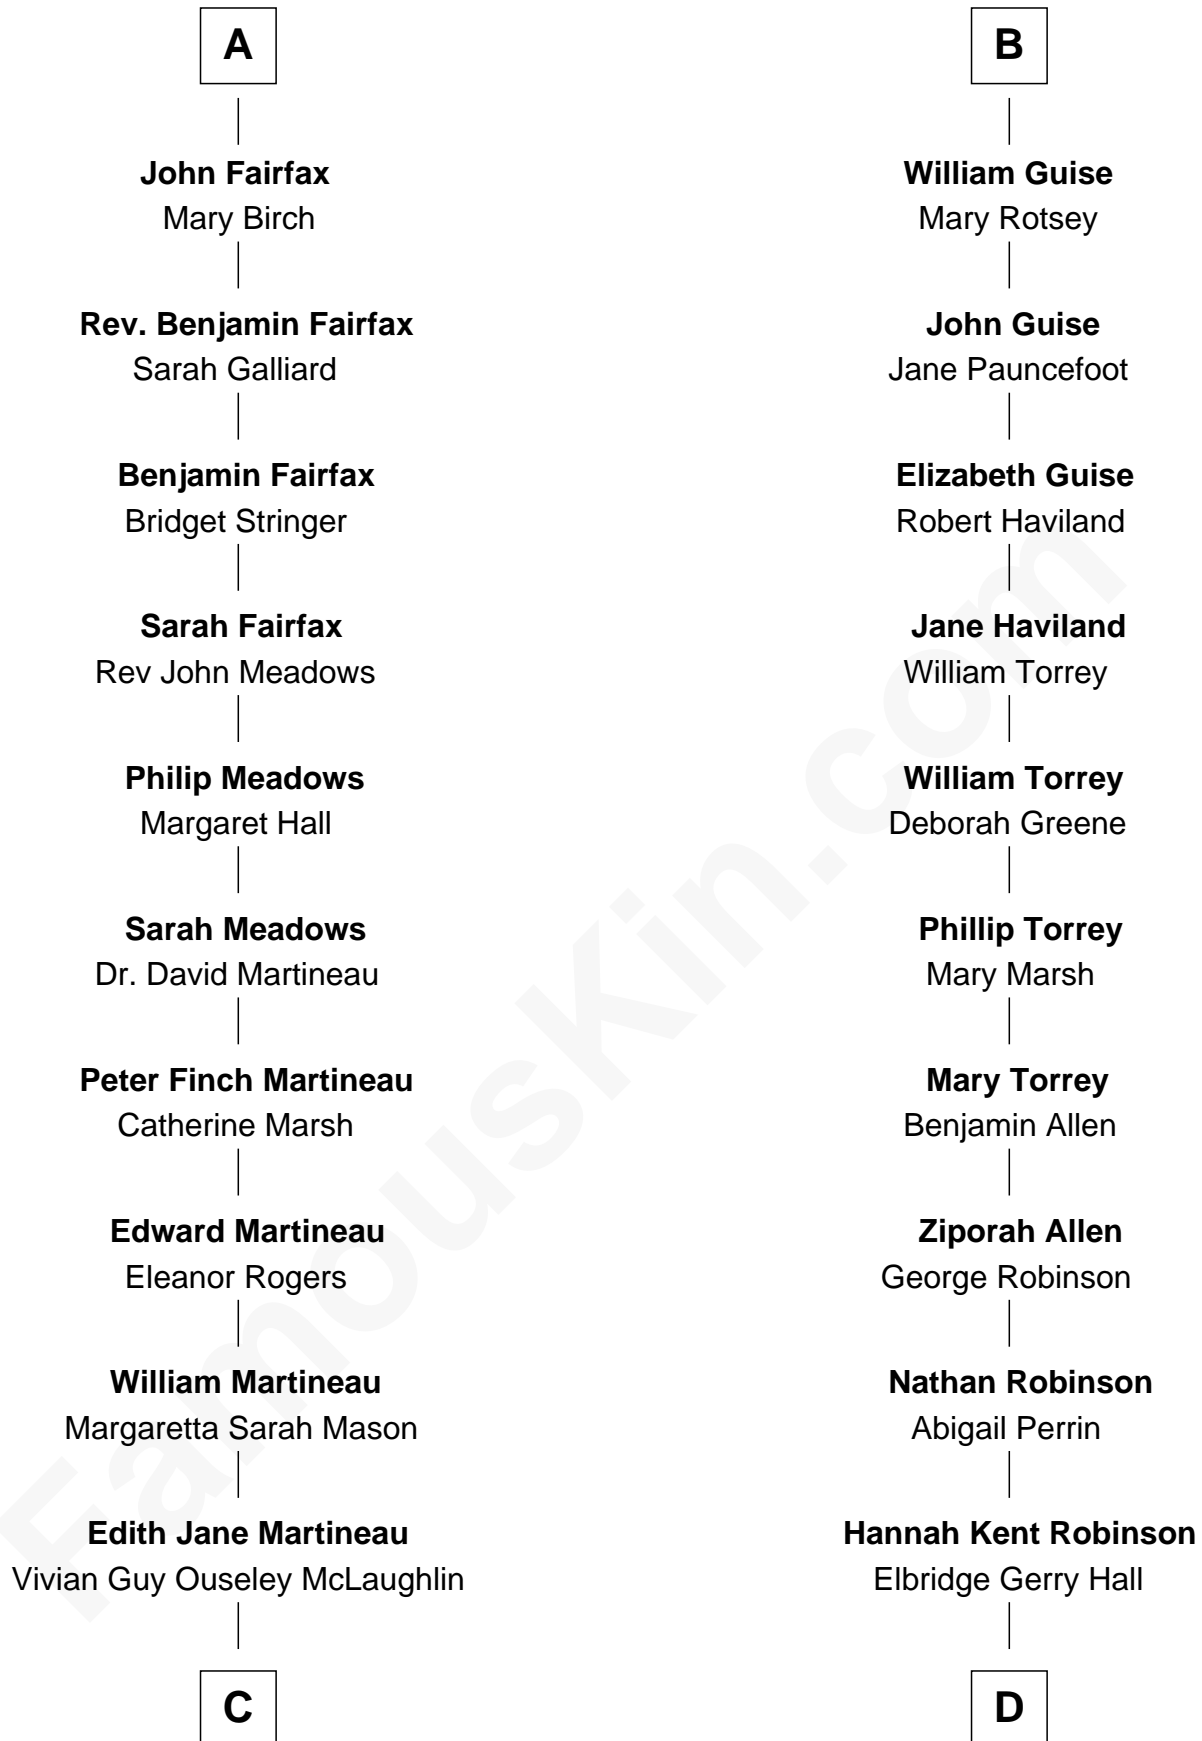 A
John Fairfax
Mary Birch
Rev. Benjamin Fairfax
Sarah Galliard
Benjamin Fairfax
Bridget Stringer
Sarah Fairfax
Rev John Meadows
Philip Meadows
Margaret Hall
Sarah Meadows
Dr. David Martineau
Peter Finch Martineau
Catherine Marsh
Edward Martineau
Eleanor Rogers
William Martineau
Margaretta Sarah Mason
Edith Jane Martineau
Vivian Guy Ouseley McLaughlin
C
B
William Guise
Mary Rotsey
John Guise
Jane Pauncefoot
Elizabeth Guise
Robert Haviland
Jane Haviland
William Torrey
William Torrey
Deborah Greene
Phillip Torrey
Mary Marsh
Mary Torrey
Benjamin Allen
Ziporah Allen
George Robinson
Nathan Robinson
Abigail Perrin
Hannah Kent Robinson
Elbridge Gerry Hall
D
FamousKin.com